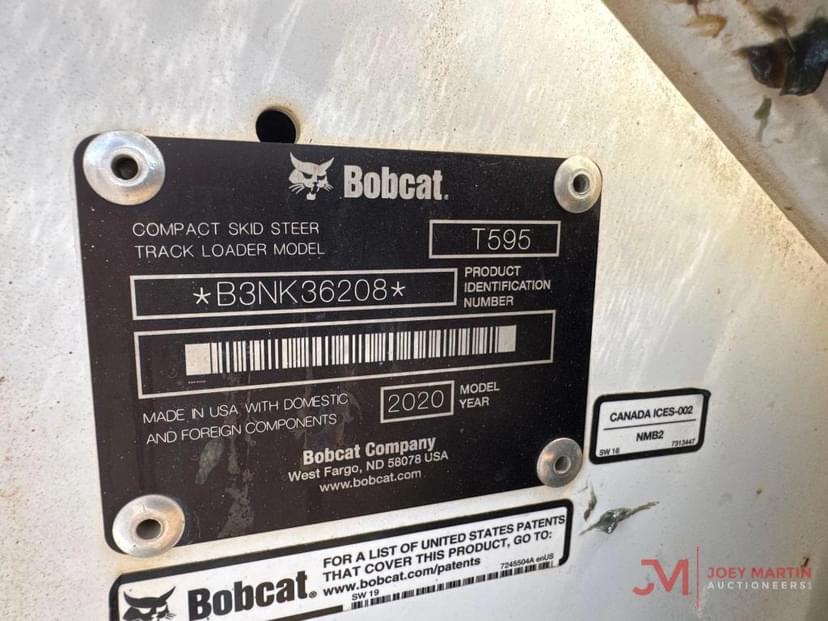 Bobcat.
COMPACT SKID STEER
TRACK LOADER MODEL
T595
*B3NK36208*
PRODUCT
IDENTIFICATION
NUMBER
MADE IN USA WITH DOMESTIC
AND FOREIGN COMPONENTS
2020
MODEL
YEAR
Bobcat Company
West Fargo, ND 58078 USA
www.bobcat.com
CANADA ICES-002
NMB2
SW 16
7313447
Bobcat.
FOR A LIST OF UNITED STATES PATENTS
THAT COVER THIS PRODUCT, GO TO:
www.bobcat.com/patents
7245504A enUS
SW 19
JM JOEY MARTIN
AUCTIONEERS